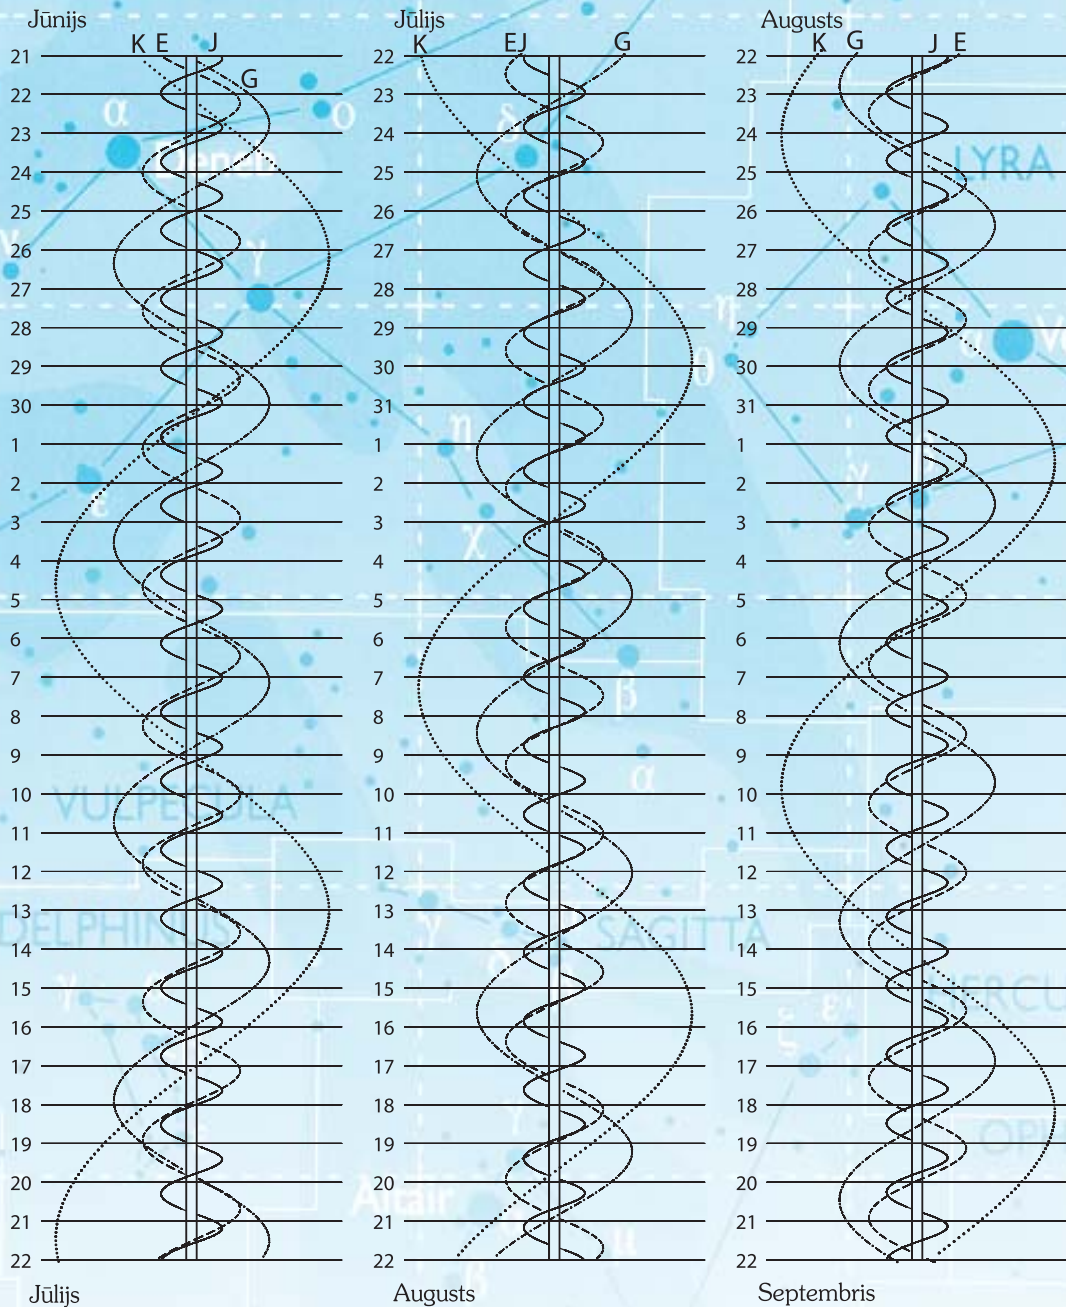 Jūnijs
Jūlijs
Augusts
K E J
G
K EJ G
K G J E
21
22
23
24
25
26
27
28
29
30
1
2
3
4
5
6
7
8
9
10
11
12
13
14
15
16
17
18
19
20
21
22
22
23
24
25
26
27
28
29
30
31
1
2
3
4
5
6
7
8
9
10
11
12
13
14
15
16
17
18
19
20
21
22
22
23
24
25
26
27
28
29
30
31
1
2
3
4
5
6
7
8
9
10
11
12
13
14
15
16
17
18
19
20
21
22
Jūlijs
Augusts
Septembris
α
Deneb
ο
γ
ν
ε
VULPECULA
DELPHINUS
γ
δ
η
θ
η
χ
β
α
γ
SAGITTA
Altair
μ
β
LYRA
γ
β
HERCU
ζ
ε
OPH